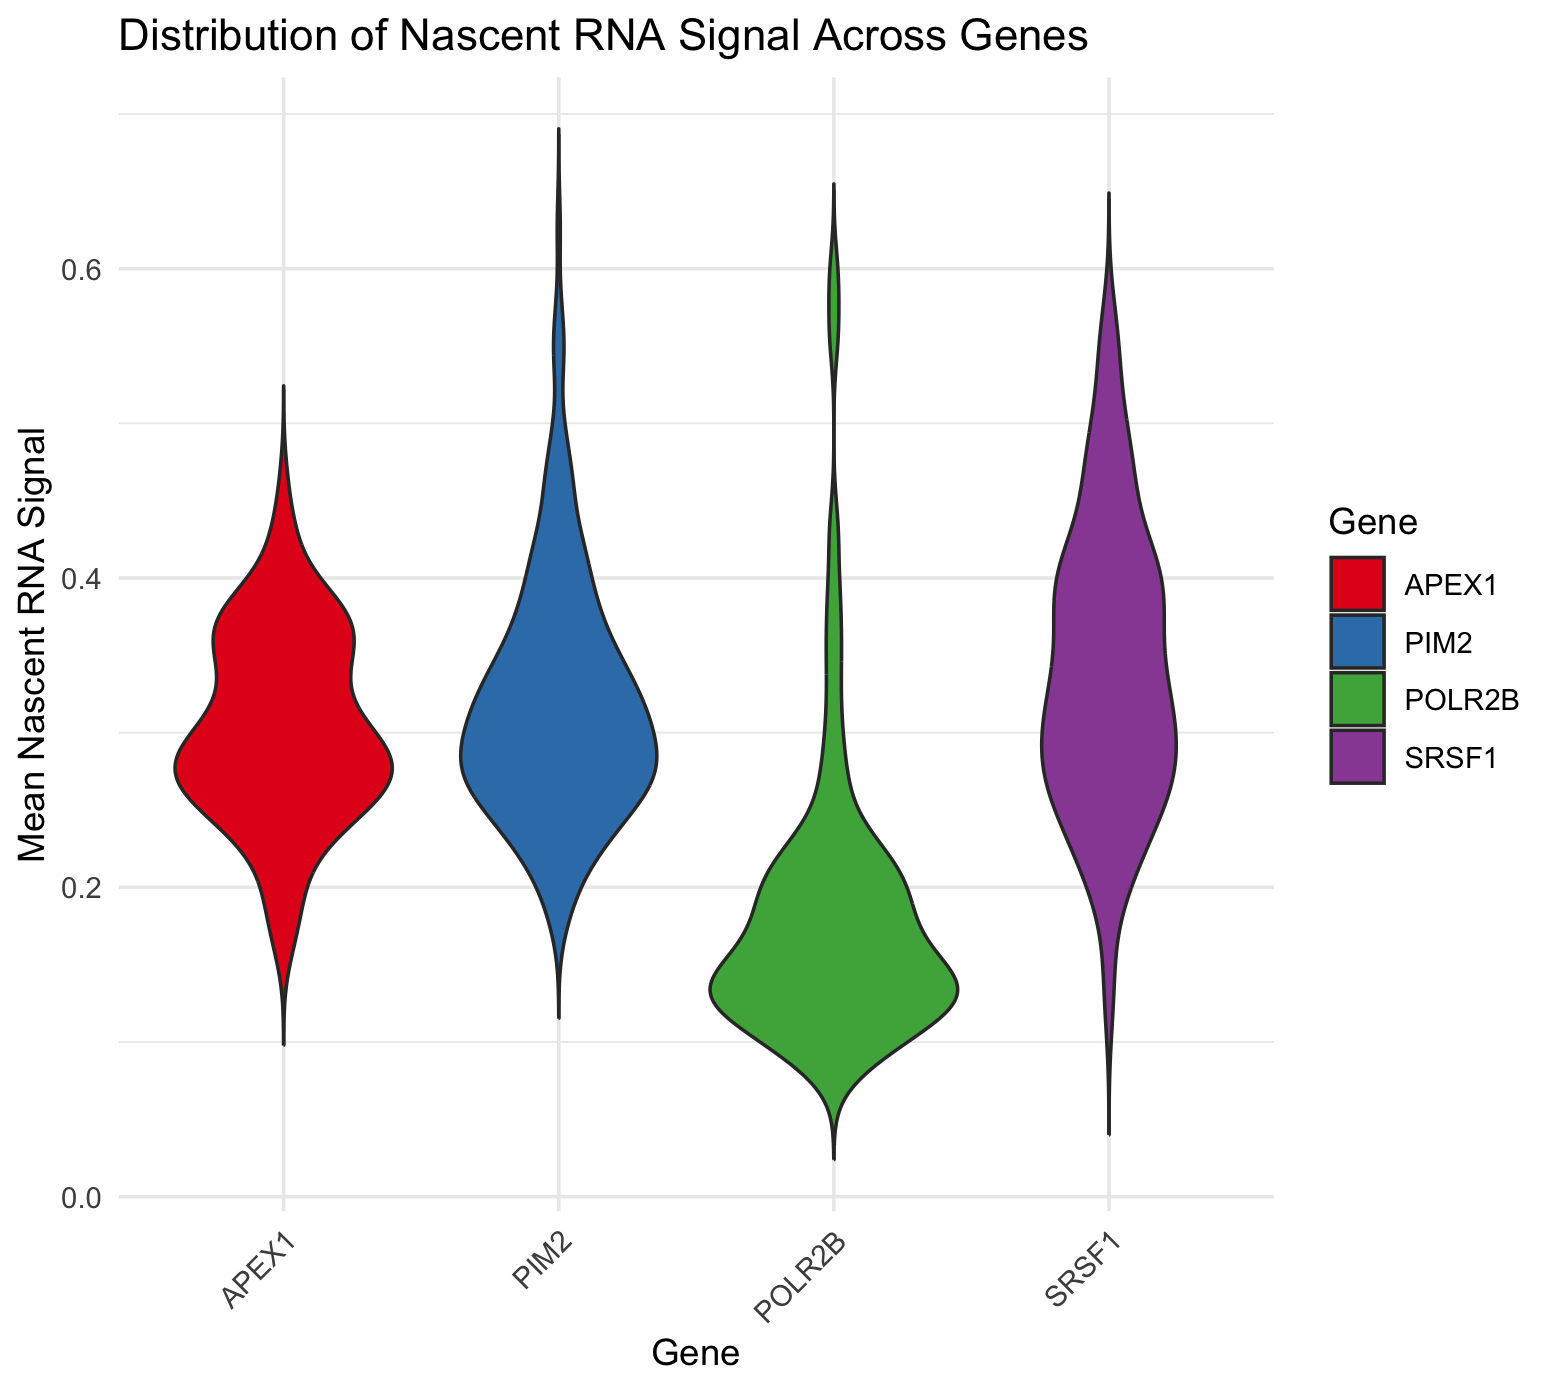 Distribution of Nascent RNA Signal Across Genes
Mean Nascent RNA Signal
0.6
0.4
0.2
0.0
APEX1
PIM2
POLR2B
SRSF1
Gene
Gene
APEX1
PIM2
POLR2B
SRSF1